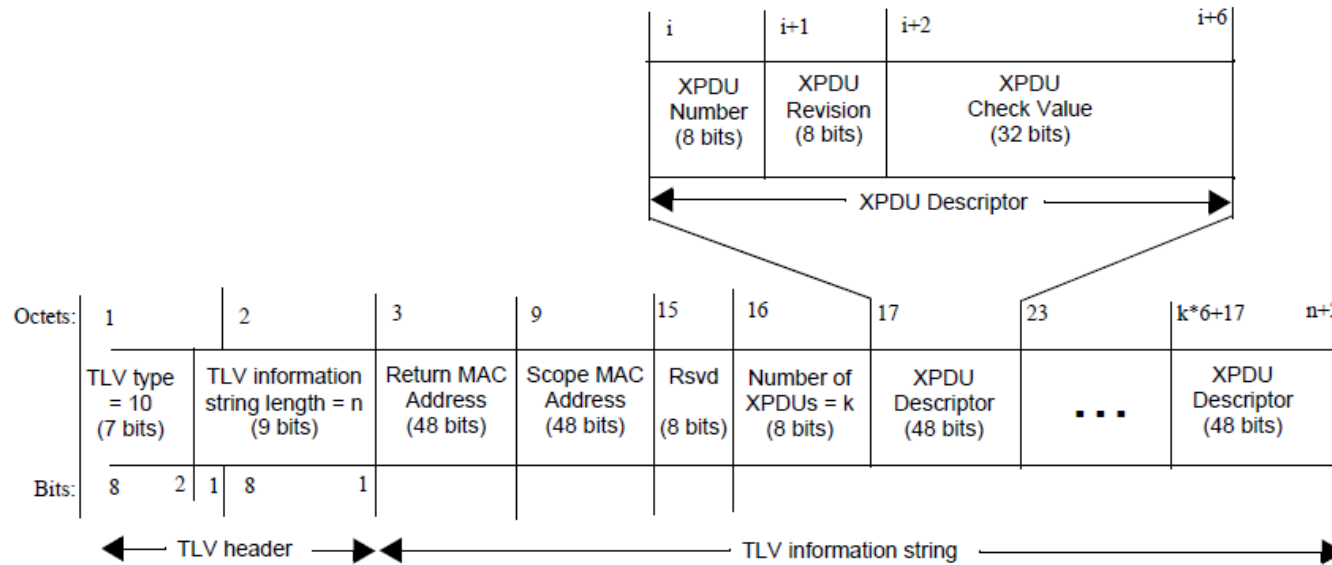 i i+1 i+2 i+6
XPDU XPDU XPDU
Number Revision Check Value
(8 bits) (8 bits) (32 bits)
XPDU Descriptor
Octets: 1 2 3 9 15 16 17 23 k*6+17 n+2
TLV type TLV information Return MAC Scope MAC Rsvd Number of XPDU XPDU
= 10 string length = n Address Address XPDUs = k Descriptor ... Descriptor
(7 bits) (9 bits) (48 bits) (48 bits) (8 bits) (8 bits) (48 bits) (48 bits)
Bits: 8 2 1 8 1
TLV header TLV information string